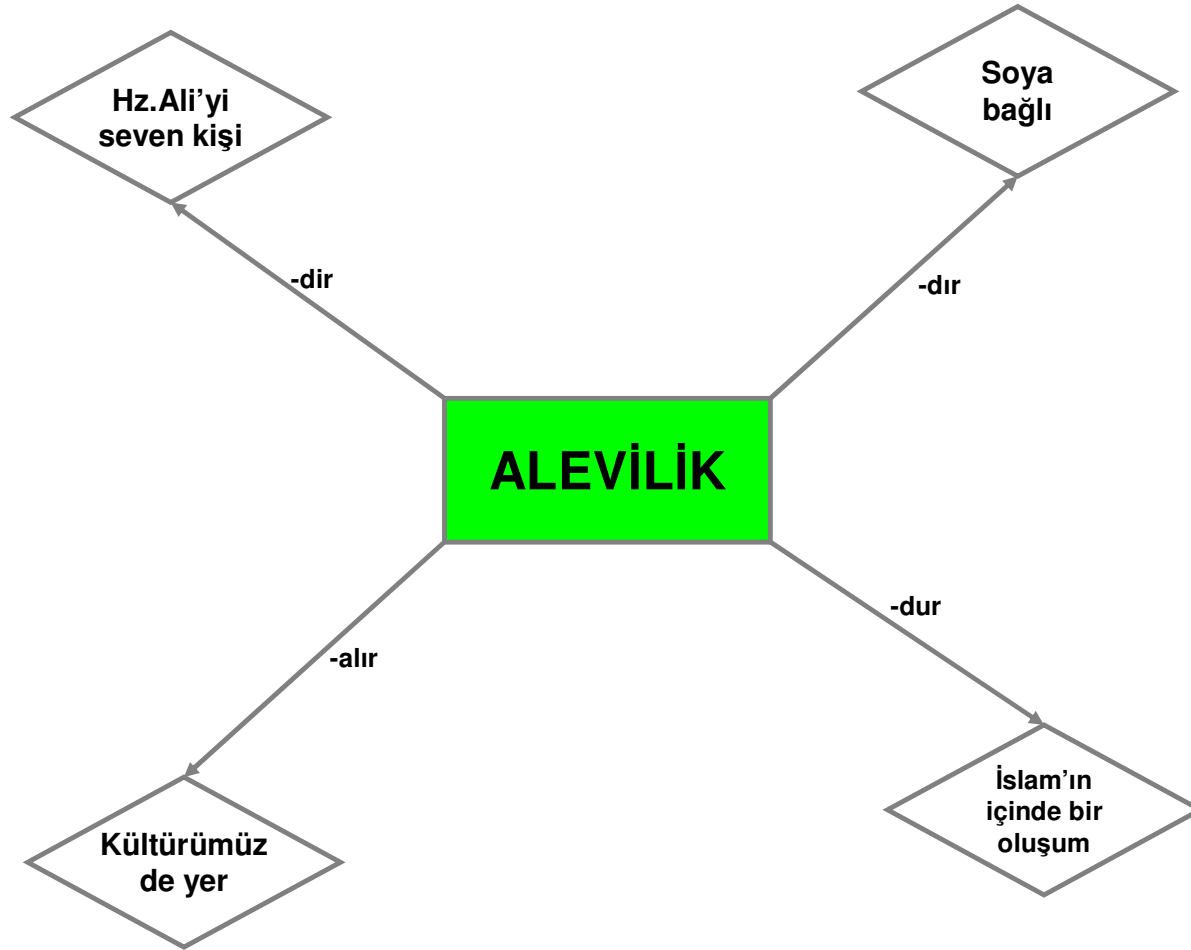 Hz.Ali’yi
seven kişi
Soya
bağlı
-dir
-dır
ALEVİLİK
-dur
-alır
Kültürümüz
de yer
İslam’ın
içinde bir
oluşum